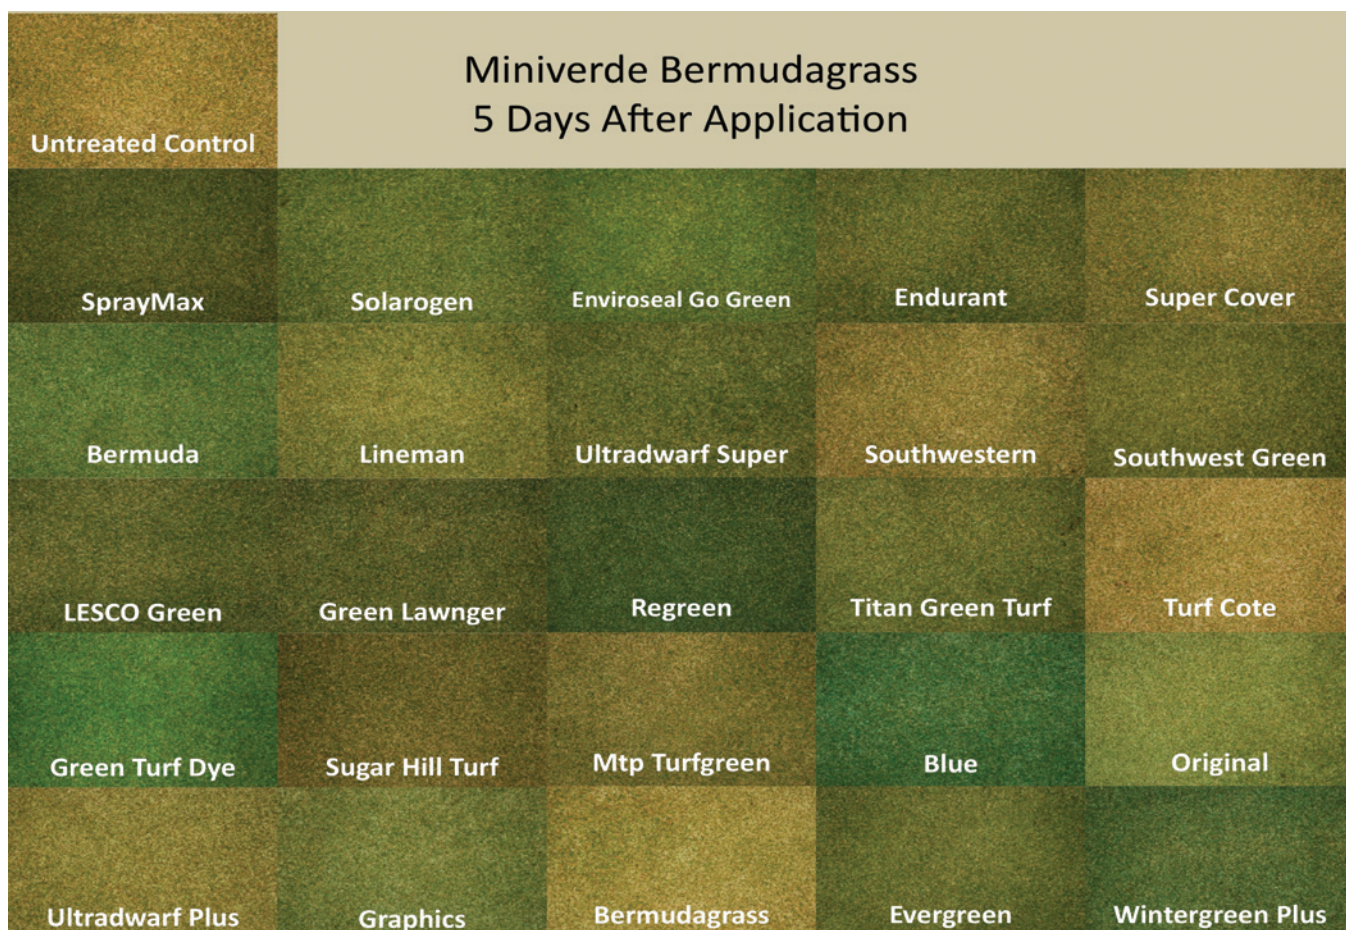 Miniverde Bermudagrass
5 Days After Application
Untreated Control
SprayMax
Solarogen
Enviroseal Go Green
Endurant
Super Cover
Bermuda
Lineman
Ultradwarf Super
Southwestern
Southwest Green
LESCO Green
Green Lawnger
Regreen
Titan Green Turf
Turf Cote
Green Turf Dye
Sugar Hill Turf
Mtp Turfgreen
Blue
Original
Ultradwarf Plus
Graphics
Bermudagrass
Evergreen
Wintergreen Plus